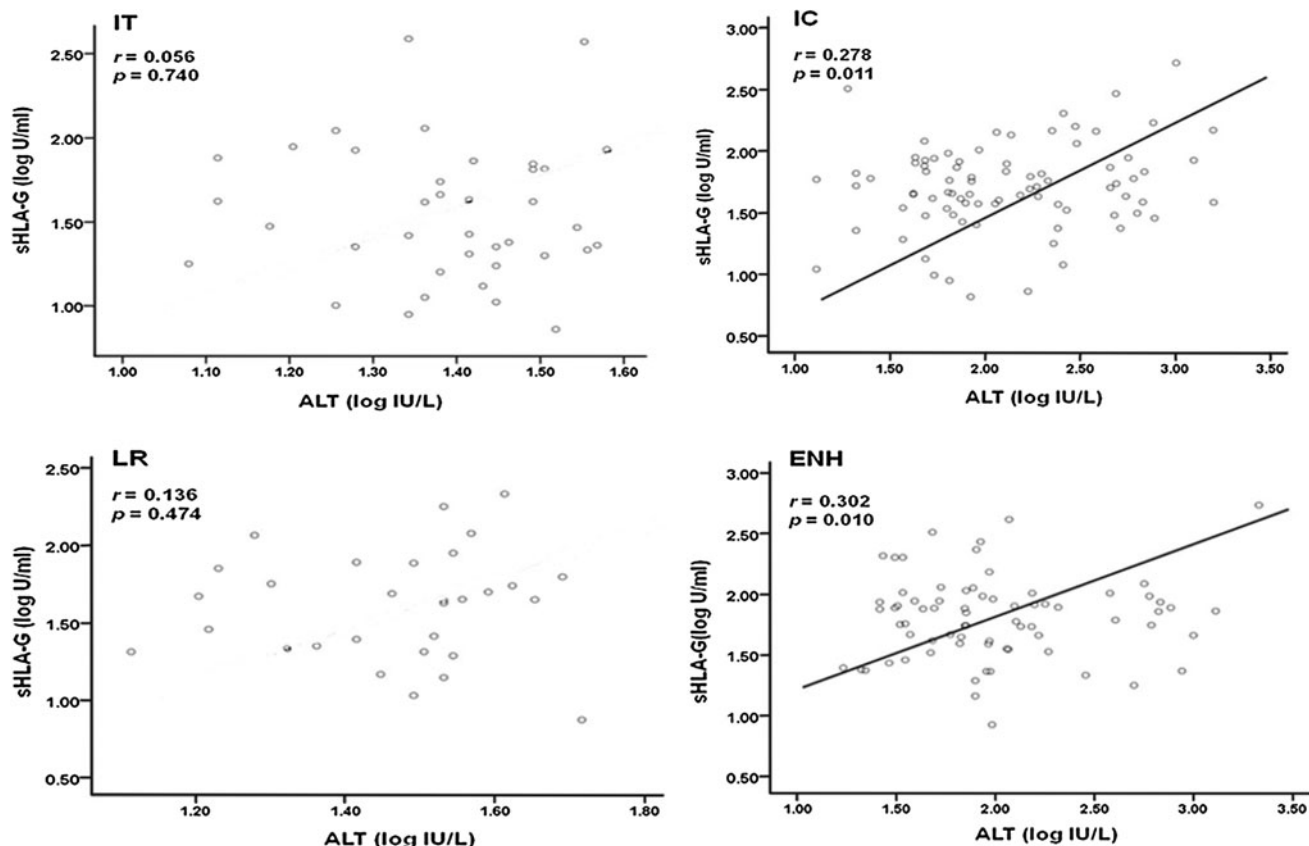 IT
r = 0.056
p = 0.740
sHLA-G (log U/ml)
2.50
2.00
1.50
1.00
1.00 1.10 1.20 1.30 1.40 1.50 1.60
ALT (log IU/L)
IC
r = 0.278
p = 0.011
sHLA-G (log U/ml)
3.00
2.50
2.00
1.50
1.00
0.50
1.00 1.50 2.00 2.50 3.00 3.50
ALT (log IU/L)
LR
r = 0.136
p = 0.474
sHLA-G (log U/ml)
2.50
2.00
1.50
1.00
0.50
1.20 1.40 1.60 1.80
ALT (log IU/L)
ENH
r = 0.302
p = 0.010
sHLA-G(log U/ml)
3.00
2.50
2.00
1.50
1.00
0.50
1.00 1.50 2.00 2.50 3.00 3.50
ALT (log IU/L)